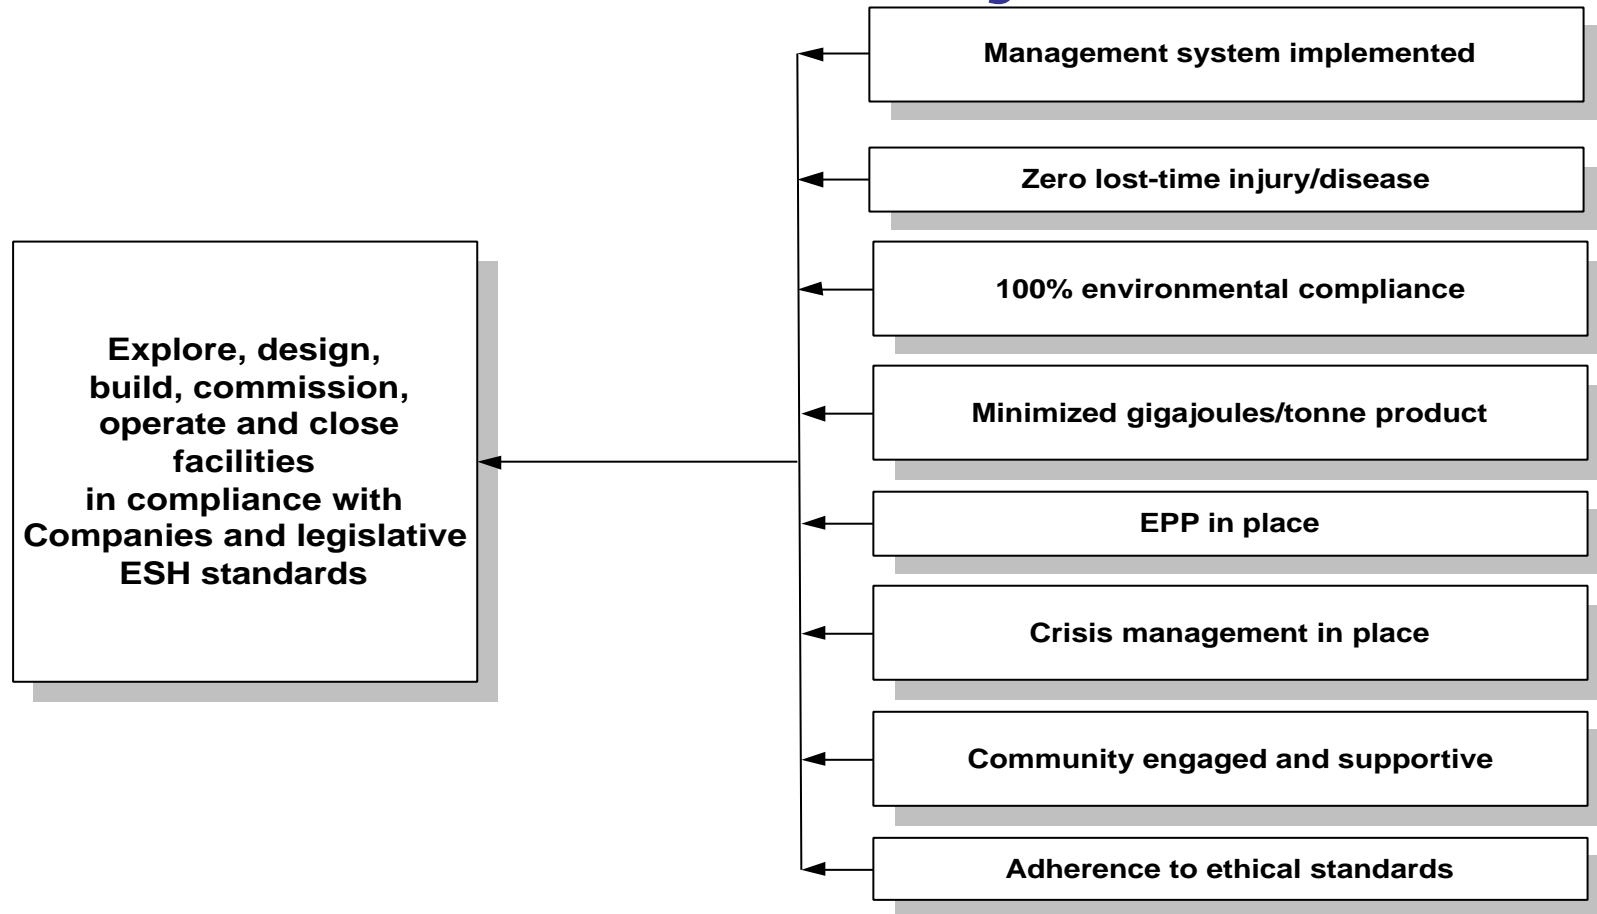 Management system implemented
Zero lost-time injury/disease
100% environmental compliance
Explore, design,
build, commission,
operate and close
facilities
in compliance with
Companies and legislative
ESH standards
Minimized gigajoules/tonne product
EPP in place
Crisis management in place
Community engaged and supportive
Adherence to ethical standards